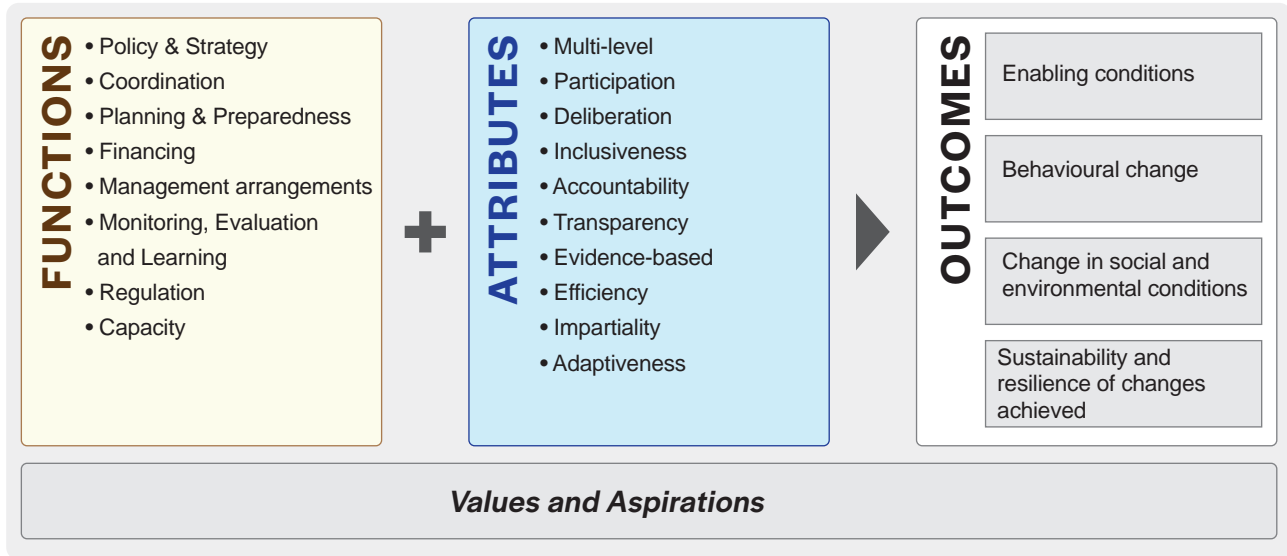 FUNCTIONS
• Policy & Strategy
• Coordination
• Planning & Preparedness
• Financing
• Management arrangements
• Monitoring, Evaluation
and Learning
• Regulation
• Capacity
ATTRIBUTES
• Multi-level
• Participation
• Deliberation
• Inclusiveness
• Accountability
• Transparency
• Evidence-based
• Efficiency
• Impartiality
• Adaptiveness
OUTCOMES
Enabling conditions
Behavioural change
Change in social and
environmental conditions
Sustainability and
resilience of changes
achieved
Values and Aspirations